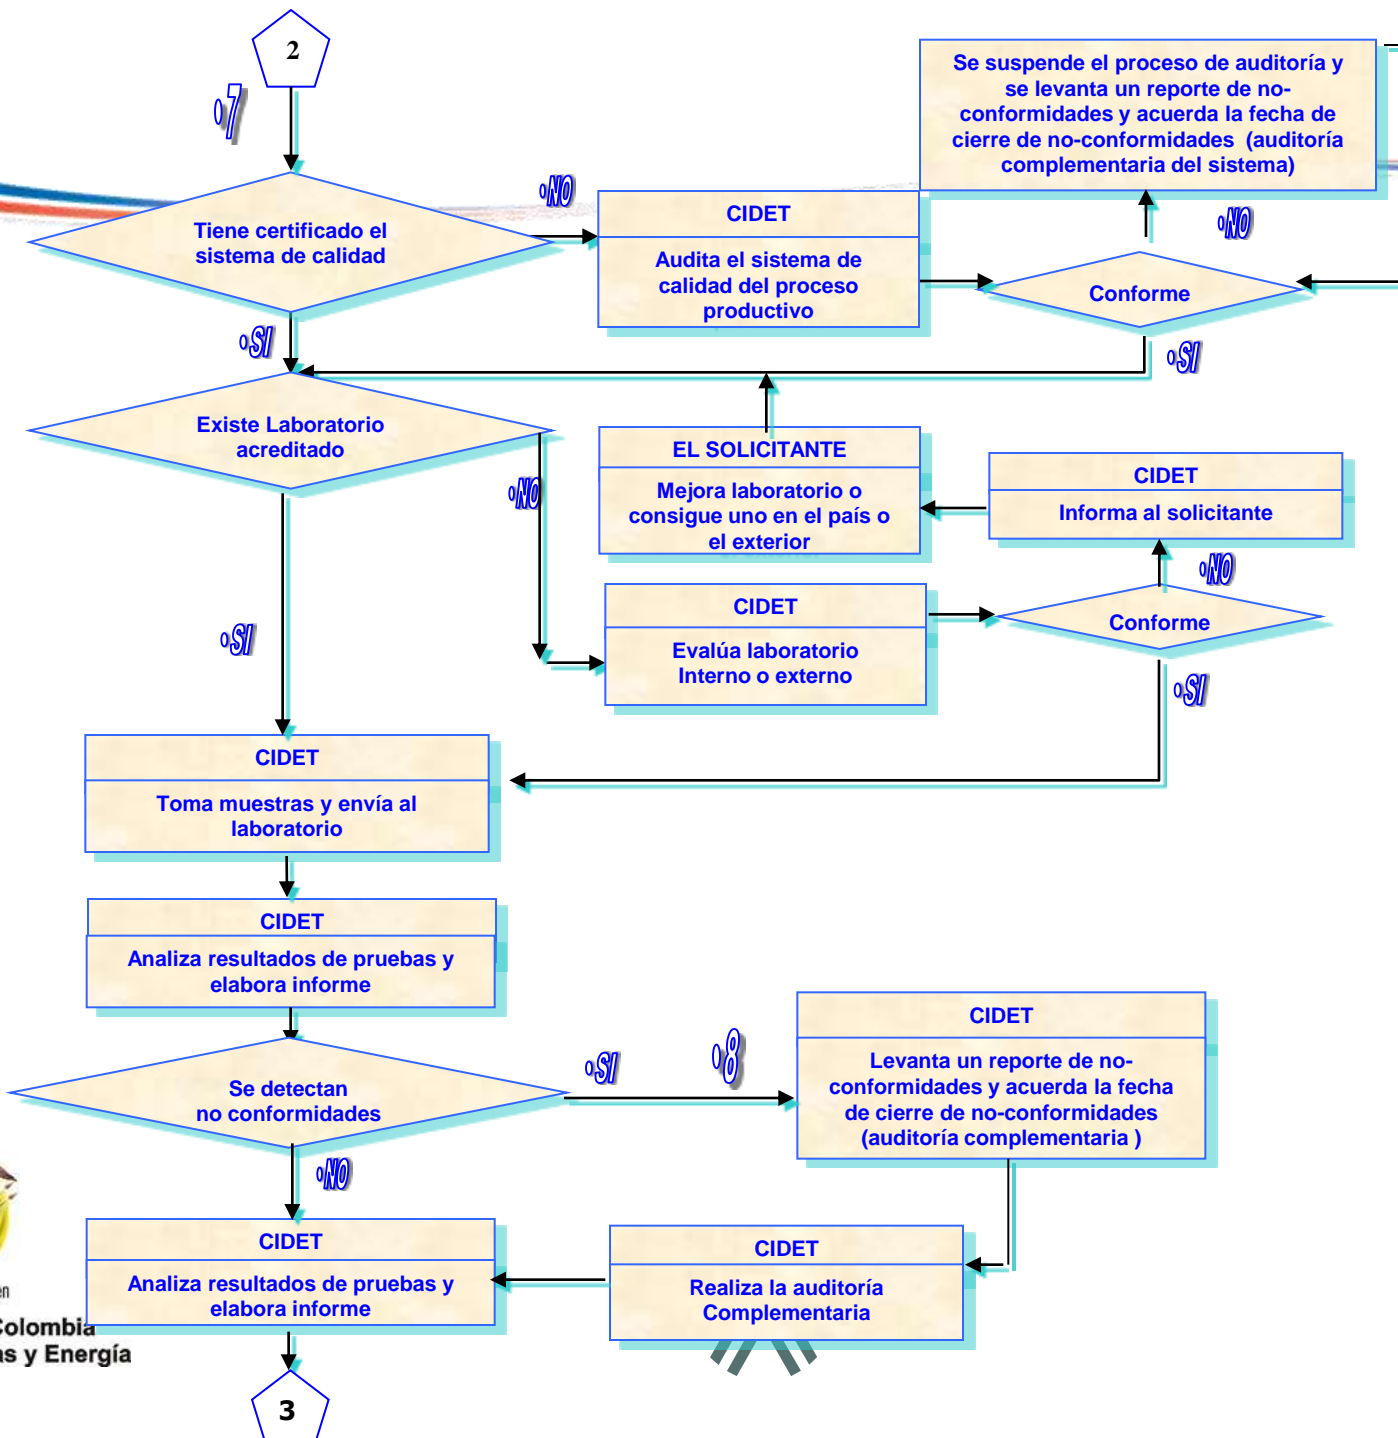 2
•7
Se suspende el proceso de auditoría y
se levanta un reporte de no-
conformidades y acuerda la fecha de
cierre de no-conformidades (auditoría
complementaria del sistema)
•NO
•NO
Tiene certificado el
sistema de calidad
CIDET
Audita el sistema de
calidad del proceso
productivo
Conforme
•SI
•SI
Existe Laboratorio
acreditado
EL SOLICITANTE
Mejora laboratorio o
consigue uno en el país o
el exterior
CIDET
Informa al solicitante
•NO
•NO
CIDET
Evalúa laboratorio
Interno o externo
Conforme
•SI
•SI
CIDET
Toma muestras y envía al
laboratorio
CIDET
Analiza resultados de pruebas y
elabora informe
Se detectan
no conformidades
•SI
•8
CIDET
Levanta un reporte de no-
conformidades y acuerda la fecha
de cierre de no-conformidades
(auditoría complementaria )
•NO
CIDET
Analiza resultados de pruebas y
elabora informe
CIDET
Realiza la auditoría
Complementaria
en
Colombia
as y Energía
3